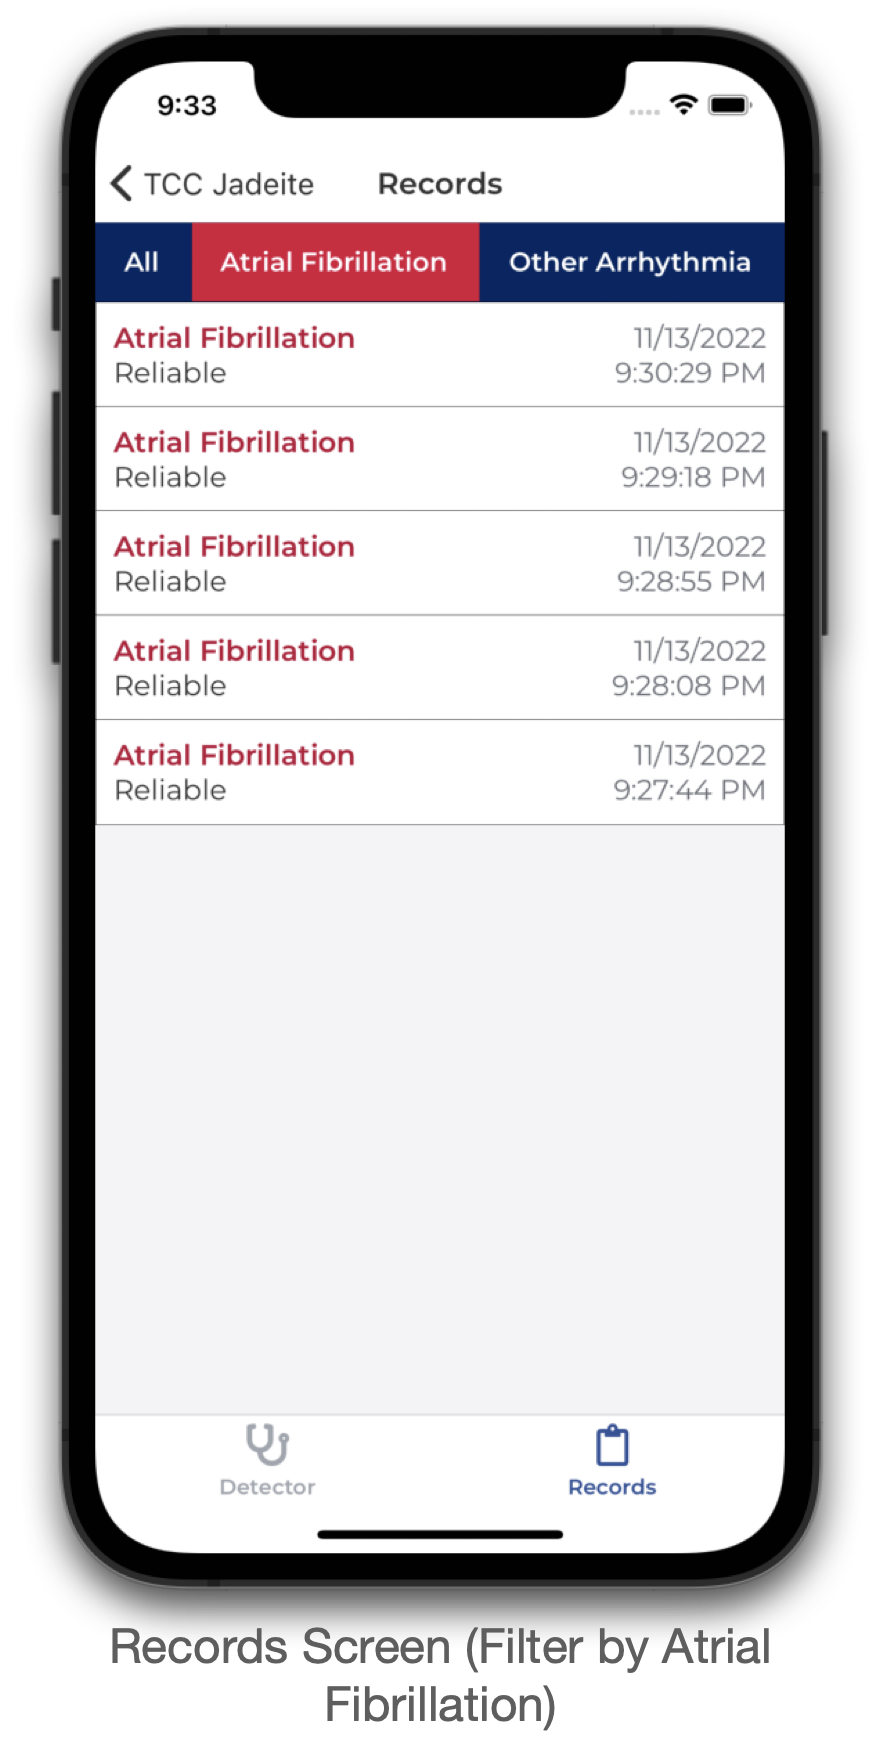 9:33
TCC Jadeite Records
All Atrial Fibrillation Other Arrhythmia
Atrial Fibrillation 11/13/2022
Reliable 9:30:29 PM
Atrial Fibrillation 11/13/2022
Reliable 9:29:18 PM
Atrial Fibrillation 11/13/2022
Reliable 9:28:55 PM
Atrial Fibrillation 11/13/2022
Reliable 9:28:08 PM
Atrial Fibrillation 11/13/2022
Reliable 9:27:44 PM
Detector Records
Records Screen (Filter by Atrial
Fibrillation)